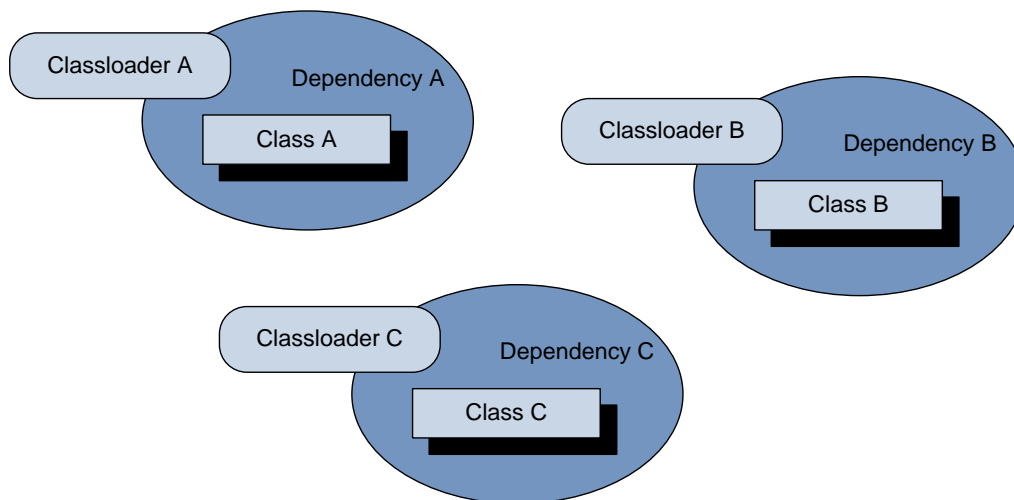 Classloader A
Dependency A
Class A
Classloader B
Dependency B
Class B
Classloader C
Dependency C
Class C